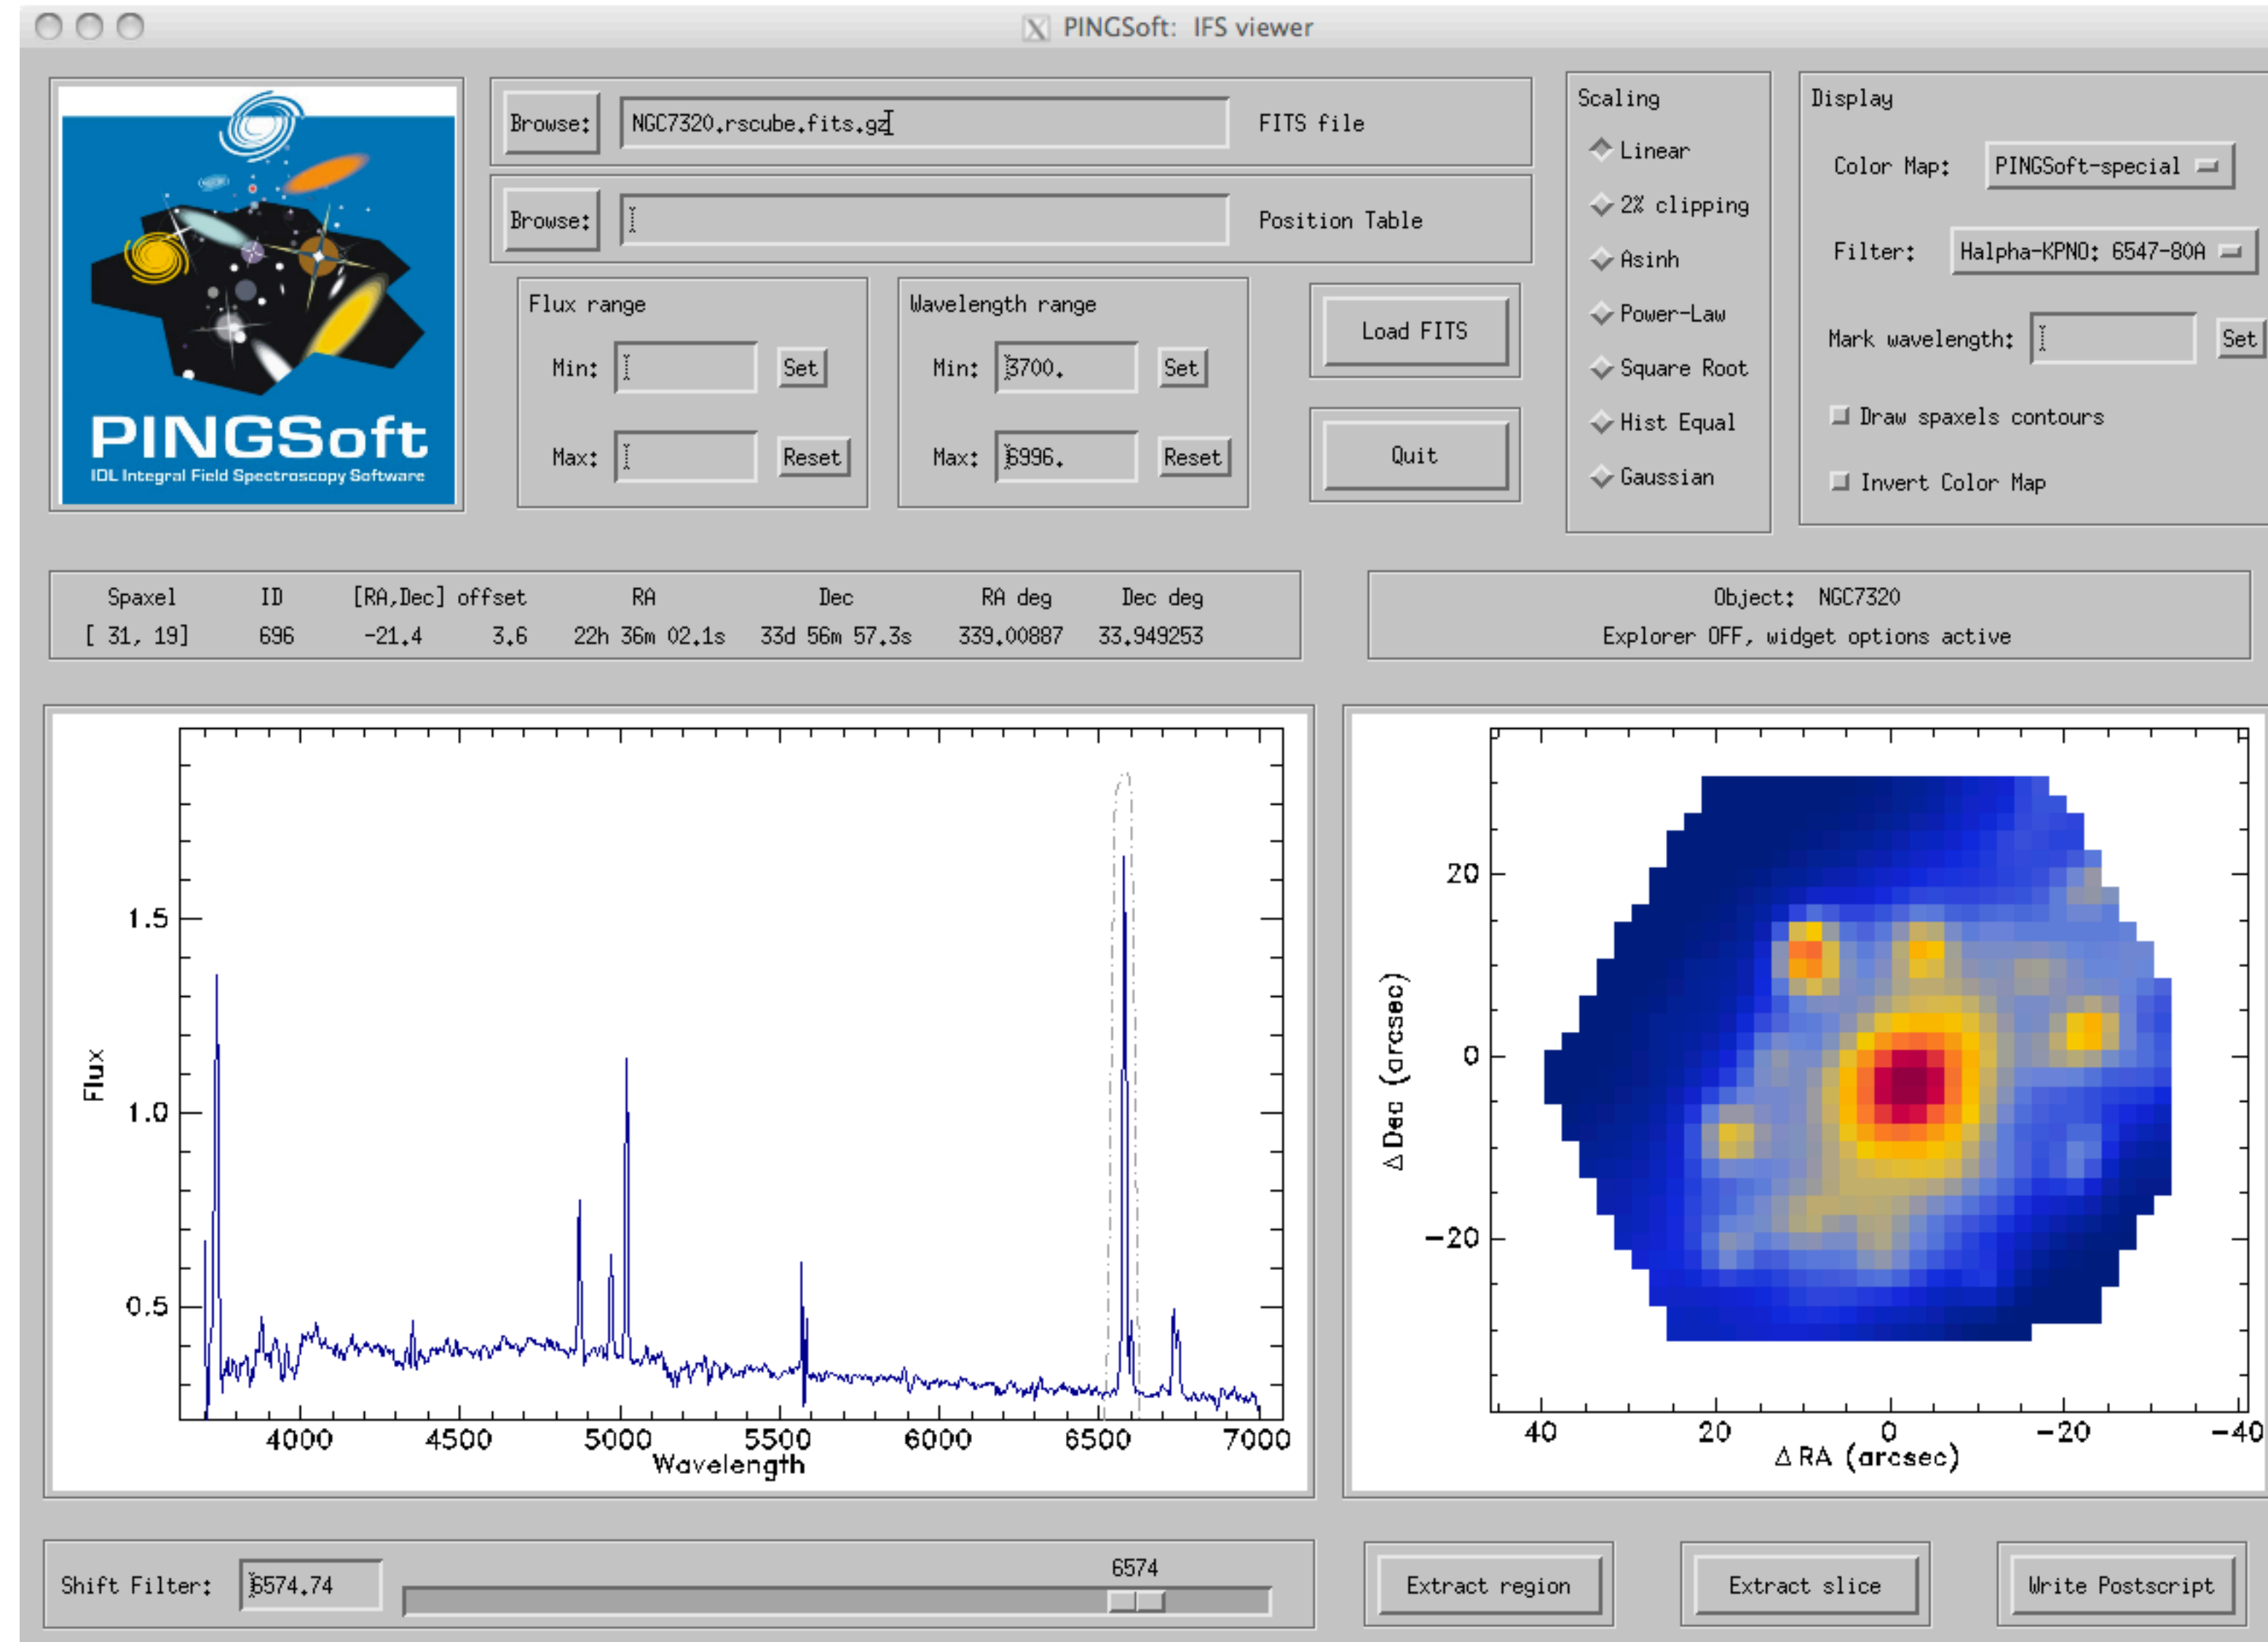 PINGSoft: IFS viewer
PINGSoft
IDL Integral Field Spectroscopy Software
Browse: NGC7320.rscube.fits.gz FITS file
Browse: Position Table
Flux range
Min: Set
Max: Reset
Wavelength range
Min: 3700. Set
Max: 6996. Reset
Load FITS
Quit
Scaling
Linear
2% clipping
Asinh
Power-Law
Square Root
Hist Equal
Gaussian
Display
Color Map: PINGSoft-special
Filter: Halpha-KPNO: 6547-80A
Mark wavelength: Set
Draw spaxels contours
Invert Color Map
Spaxel ID [RA,Dec] offset RA Dec RA deg Dec deg
[ 31, 19] 696 -21.4 3.6 22h 36m 02.1s 33d 56m 57.3s 339.00887 33.949253
Object: NGC7320
Explorer OFF, widget options active
1.5
1.0
0.5
Flux
4000 4500 5000 5500 6000 6500 7000
Wavelength
20
0
-20
Δ Dec (arcsec)
40 20 0 -20 -40
Δ RA (arcsec)
Shift Filter: 6574.74
6574
Extract region
Extract slice
Write Postscript